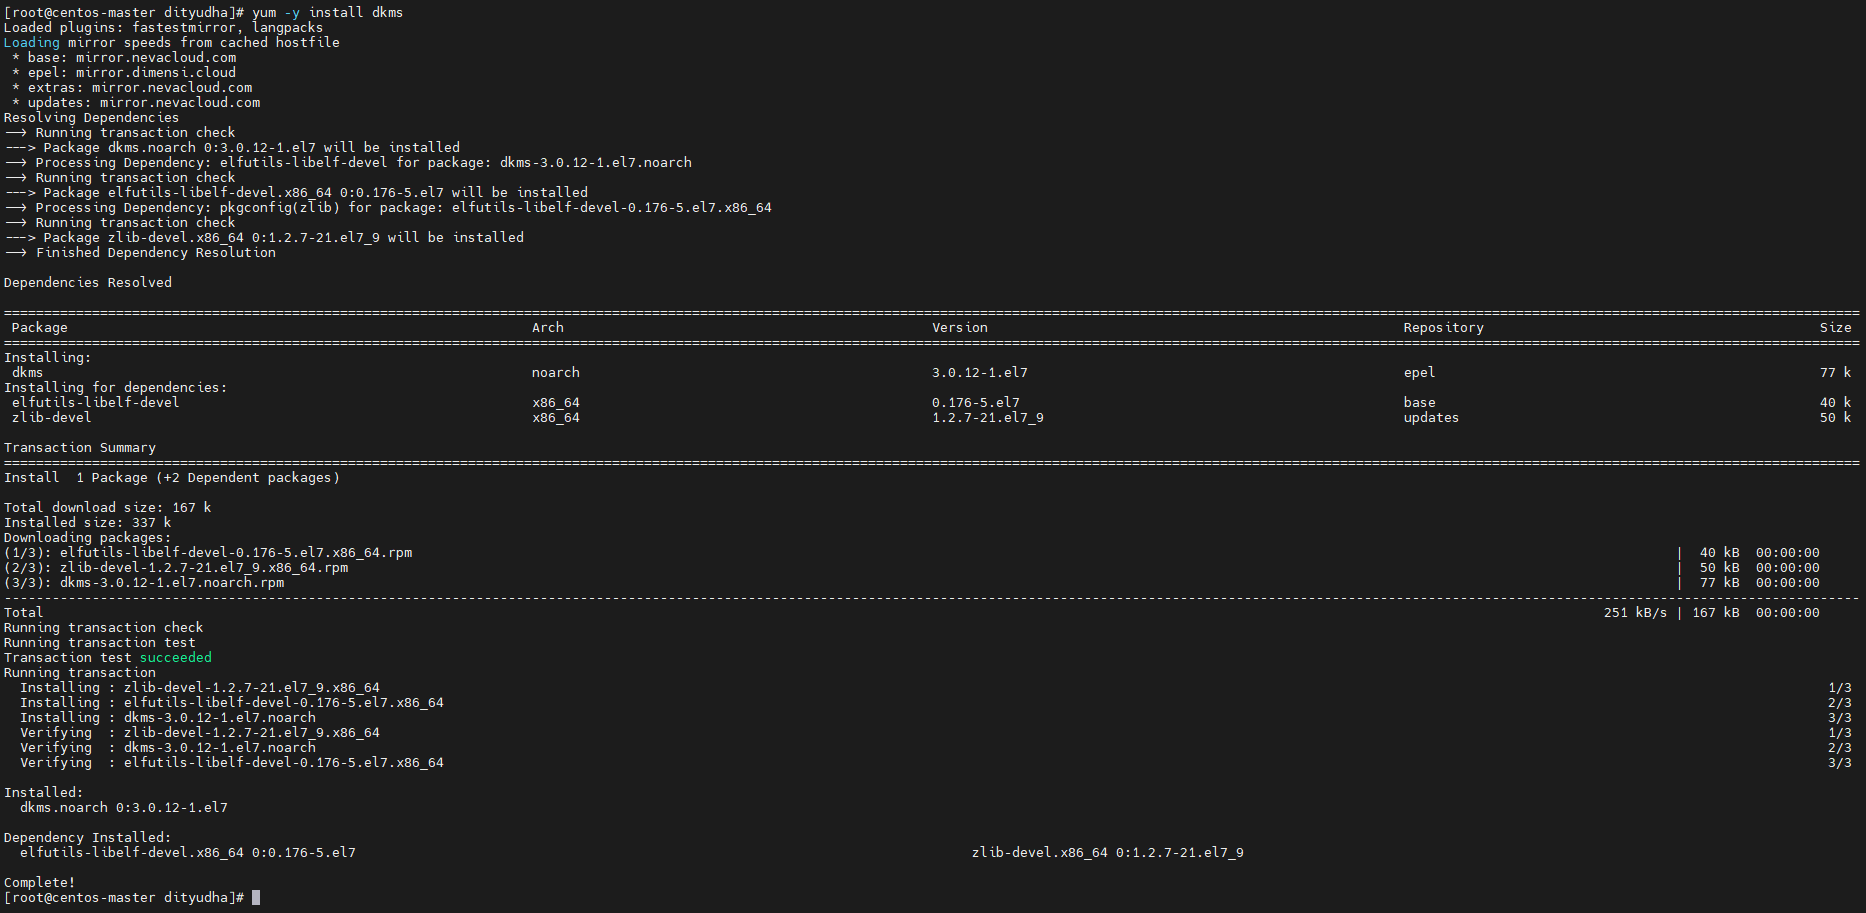 [root@centos-master dityudha]# yum -y install dkms
Loaded plugins: fastestmirror, langpacks
Loading mirror speeds from cached hostfile
 * base: mirror.nevacloud.com
 * epel: mirror.dimensi.cloud
 * extras: mirror.nevacloud.com
 * updates: mirror.nevacloud.com
Resolving Dependencies
--> Running transaction check
---> Package dkms.noarch 0:3.0.12-1.el7 will be installed
--> Processing Dependency: elfutils-libelf-devel for package: dkms-3.0.12-1.el7.noarch
--> Running transaction check
---> Package elfutils-libelf-devel.x86_64 0:0.176-5.el7 will be installed
--> Processing Dependency: pkgconfig(zlib) for package: elfutils-libelf-devel-0.176-5.el7.x86_64
--> Running transaction check
---> Package zlib-devel.x86_64 0:1.2.7-21.el7_9 will be installed
--> Finished Dependency Resolution

Dependencies Resolved

================================================================================
 Package    Arch    Version    Repository    Size
================================================================================
Installing:
 dkms    noarch    3.0.12-1.el7    epel    77 k
Installing for dependencies:
 elfutils-libelf-devel    x86_64    0.176-5.el7    base    40 k
 zlib-devel    x86_64    1.2.7-21.el7_9    updates    50 k

Transaction Summary
================================================================================
Install  1 Package (+2 Dependent packages)

Total download size: 167 k
Installed size: 337 k
Downloading packages:
(1/3): elfutils-libelf-devel-0.176-5.el7.x86_64.rpm    |  40 kB  00:00:00
(2/3): zlib-devel-1.2.7-21.el7_9.x86_64.rpm    |  50 kB  00:00:00
(3/3): dkms-3.0.12-1.el7.noarch.rpm    |  77 kB  00:00:00
--------------------------------------------------------------------------------
Total    251 kB/s | 167 kB  00:00:00
Running transaction check
Running transaction test
Transaction test succeeded
Running transaction
  Installing : zlib-devel-1.2.7-21.el7_9.x86_64    1/3
  Installing : elfutils-libelf-devel-0.176-5.el7.x86_64    2/3
  Installing : dkms-3.0.12-1.el7.noarch    3/3
  Verifying  : zlib-devel-1.2.7-21.el7_9.x86_64    1/3
  Verifying  : dkms-3.0.12-1.el7.noarch    2/3
  Verifying  : elfutils-libelf-devel-0.176-5.el7.x86_64    3/3

Installed:
  dkms.noarch 0:3.0.12-1.el7

Dependency Installed:
  elfutils-libelf-devel.x86_64 0:0.176-5.el7    zlib-devel.x86_64 0:1.2.7-21.el7_9

Complete!
[root@centos-master dityudha]#